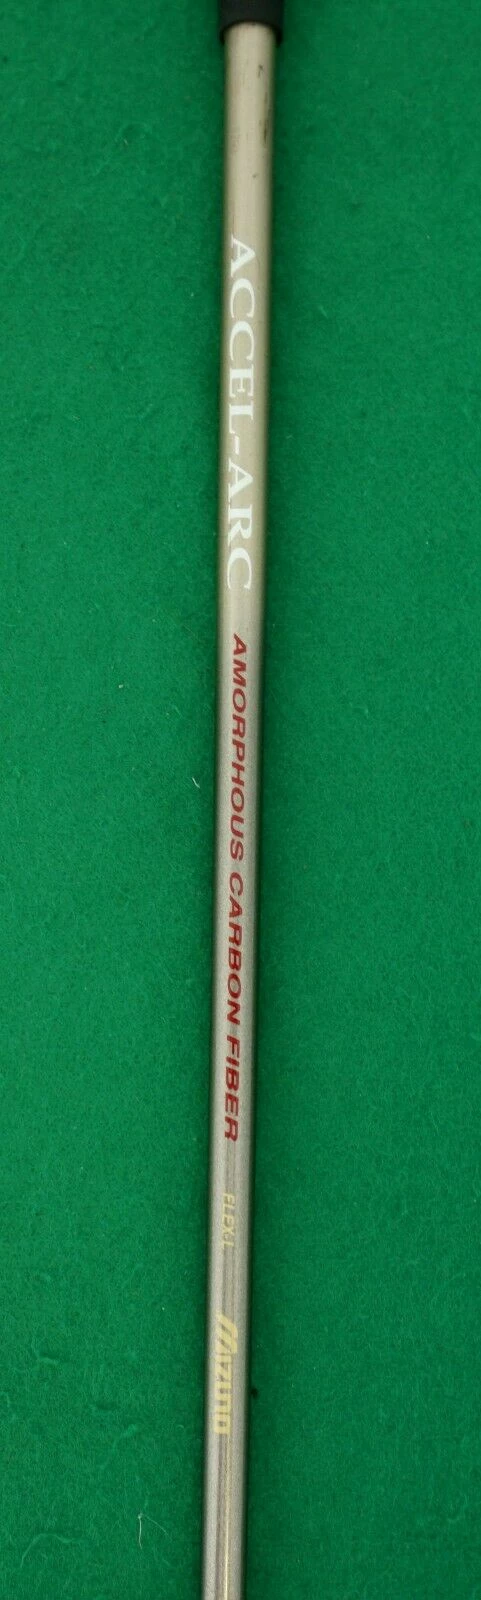 ACCEL-ARC AMORPHOUS CARBON FIBER FLEX-L MIZUNO